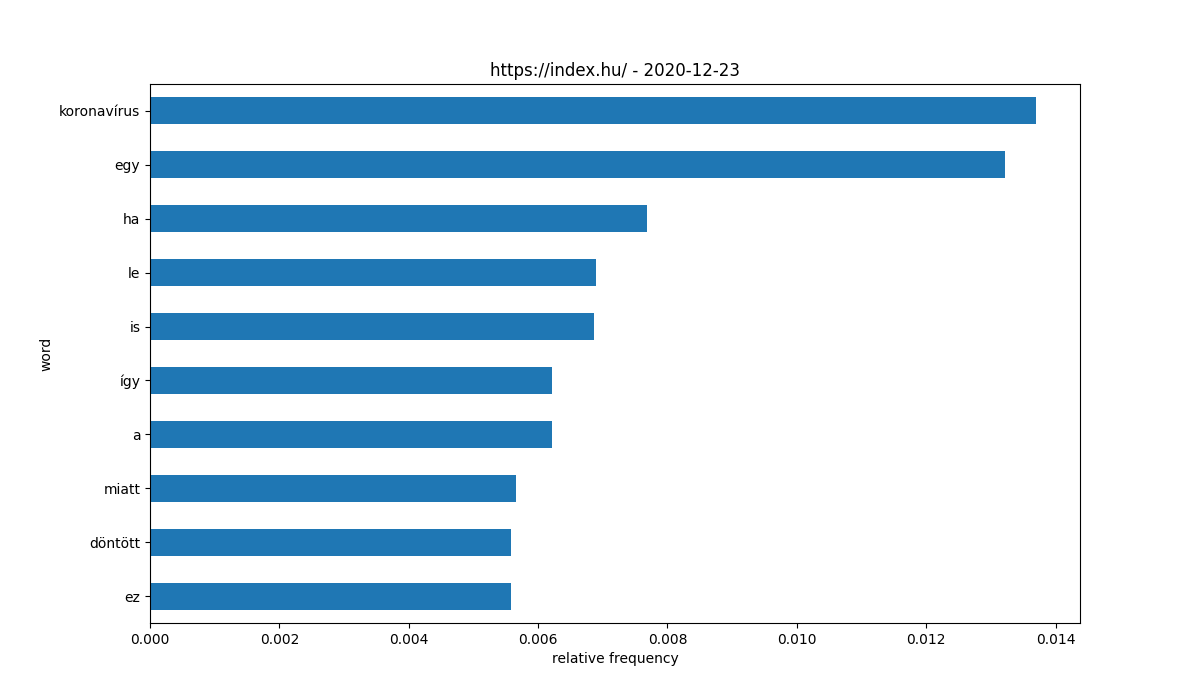 https://index.hu/ - 2020-12-23
koronavírus
egy
ha
le
is
így
a
miatt
döntött
ez
word
0.000 0.002 0.004 0.006 0.008 0.010 0.012 0.014
relative frequency